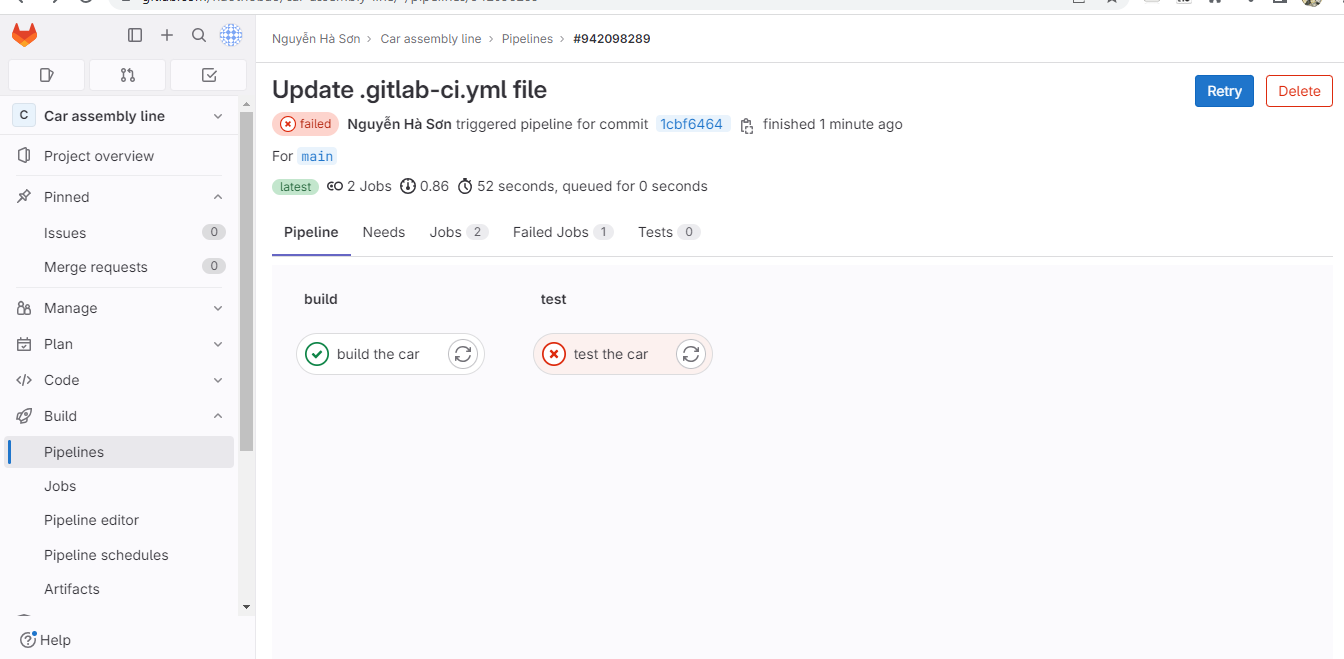 Nguyễn Hà Sơn › Car assembly line › Pipelines › #942098289
C Car assembly line
Project overview
Pinned
Issues 0
Merge requests 0
Manage
Plan
Code
Build
Pipelines
Jobs
Pipeline editor
Pipeline schedules
Artifacts
Help
Update .gitlab-ci.yml file
Retry
Delete
failed Nguyễn Hà Sơn triggered pipeline for commit 1cbf6464 finished 1 minute ago
For main
latest 2 Jobs 0.86 52 seconds, queued for 0 seconds
Pipeline Needs Jobs 2 Failed Jobs 1 Tests 0
build test
build the car test the car